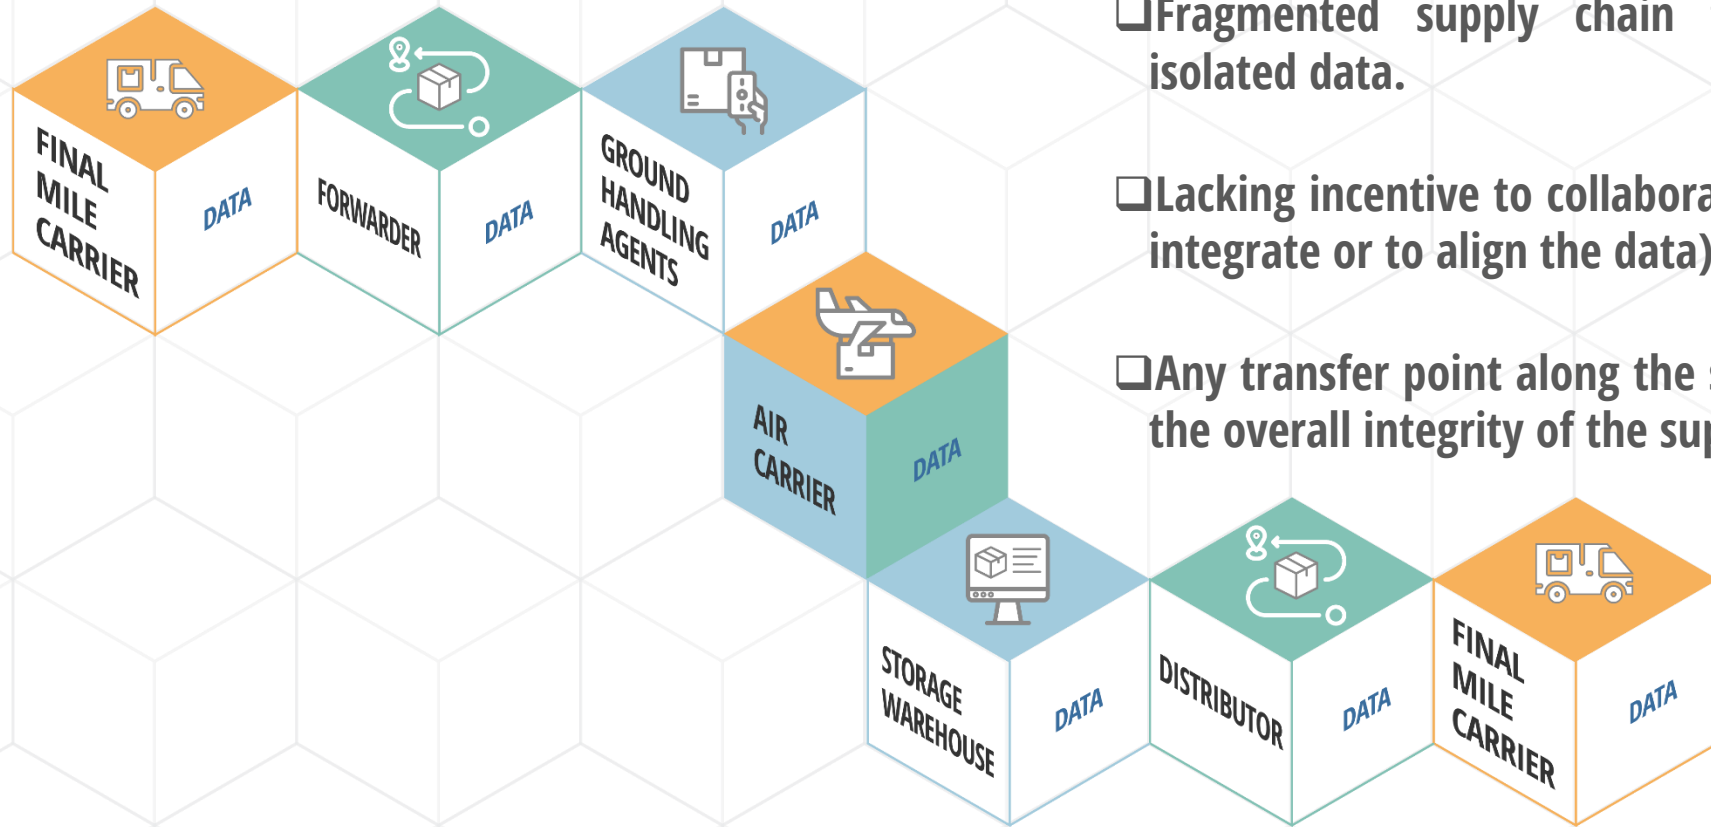 FINAL
MILE
CARRIER
DATA
FORWARDER
DATA
GROUND
HANDLING
AGENTS
DATA
AIR
CARRIER
DATA
STORAGE
WAREHOUSE
DATA
DISTRIBUTOR
DATA
FINAL
MILE
CARRIER
DATA
❑Fragmented supply chain
isolated data.
❑Lacking incentive to
integrate or to align the data)
❑Any transfer point along the
the overall integrity of the